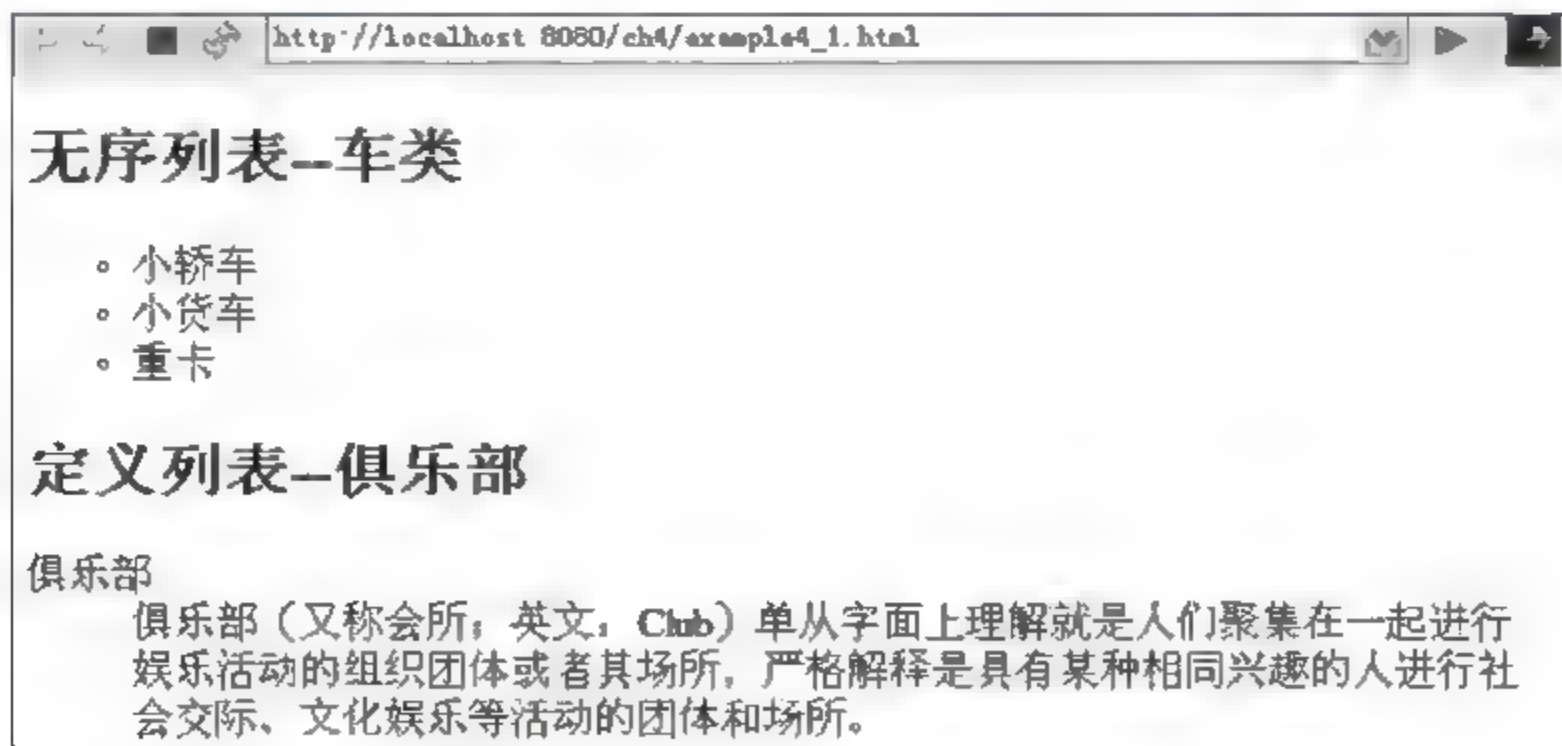 http://localhost 8080/ch4/example4_1.html
无序列表--车类
小轿车
小货车
重卡
定义列表--俱乐部
俱乐部
俱乐部（又称会所；英文：Club）单从字面上理解就是人们聚集在一起进行
娱乐活动的组织团体或者其场所，严格解释是具有某种相同兴趣的人进行社
会交际、文化娱乐等活动的团体和场所。